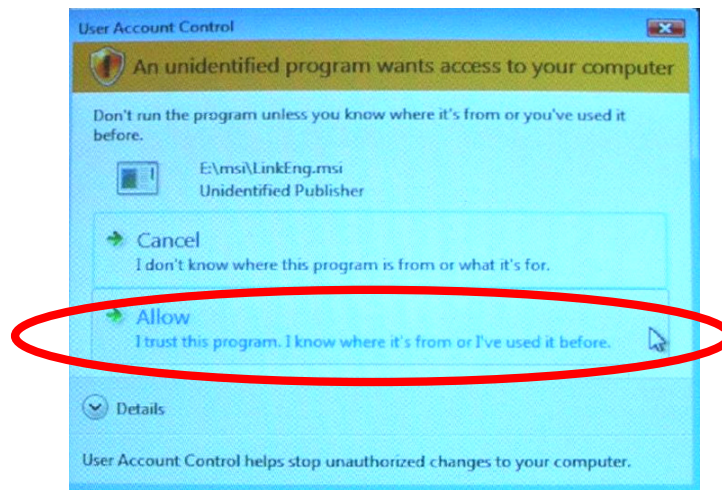 User Account Control
An unidentified program wants access to your computer
Don't run the program unless you know where it's from or you've used it
before.
E:\msi\LinkEng.msi
Unidentified Publisher
Cancel
I don't know where this program is from or what it's for.
Allow
I trust this program. I know where it's from or I've used it before.
Details
User Account Control helps stop unauthorized changes to your computer.